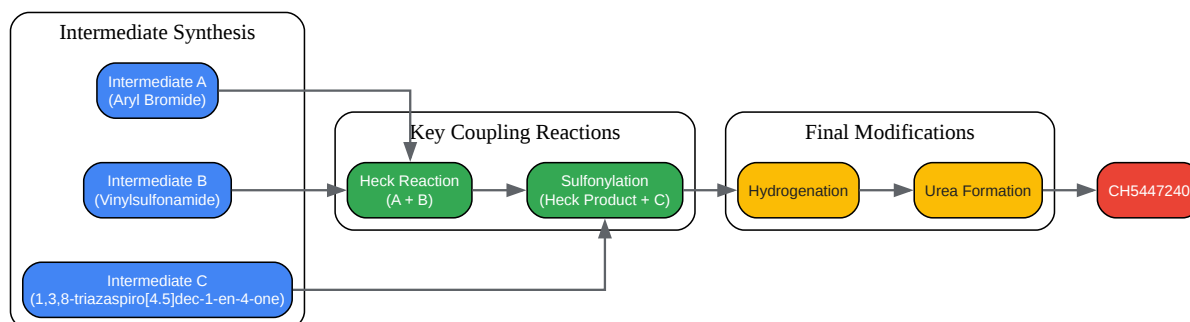 Intermediate Synthesis
Intermediate A
(Aryl Bromide)
Intermediate B
(Vinylsulfonamide)
Intermediate C
(1,3,8-triazaspiro[4.5]dec-1-en-4-one)
Key Coupling Reactions
Heck Reaction
(A + B)
Sulfonylation
(Heck Product + C)
Final Modifications
Hydrogenation
Urea Formation
CH5447240